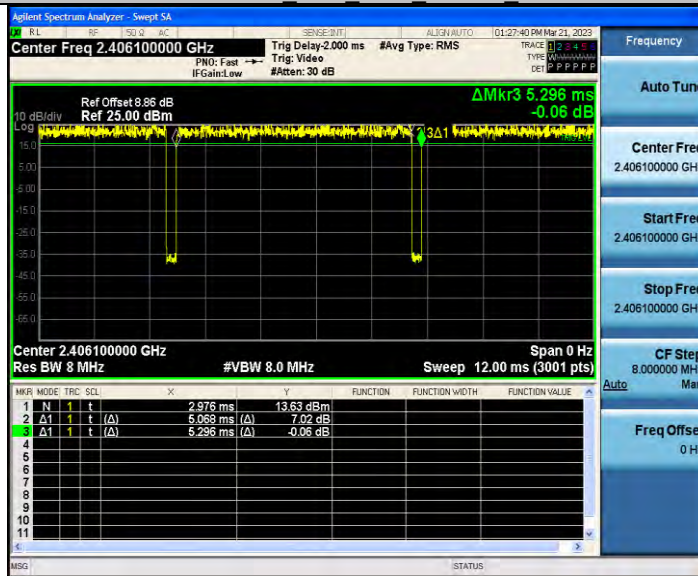 Agilent Spectrum Analyzer - Swept SA
RL RF 50 Ω AC SENSE:INT ALIGN AUTO 01:27:40 PM Mar 21, 2023
Center Freq 2.406100000 GHz
PNO: Fast
IFGain:Low
Trig Delay-2.000 ms
Trig: Video
#Atten: 30 dB
#Avg Type: RMS
TRACE 1 2 3 4 5 6
TYPE W
DET P P P P P P
ΔMkr3 5.296 ms
-0.06 dB
Ref Offset 8.86 dB
10 dB/div Ref 25.00 dBm
Log
3Δ1
15.0
5.00
-5.00
-15.0
-25.0
-35.0
-45.0
-55.0
-65.0
Center 2.406100000 GHz Span 0 Hz
Res BW 8 MHz #VBW 8.0 MHz Sweep 12.00 ms (3001 pts)
MKR MODE TRC SCL X Y FUNCTION FUNCTION WIDTH FUNCTION VALUE
1 N 1 t 2.976 ms 13.63 dBm
2 Δ1 1 t (Δ) 5.068 ms (Δ) 7.02 dB
3 Δ1 1 t (Δ) 5.296 ms (Δ) -0.06 dB
4
5
6
7
8
9
10
11
MSG STATUS
Frequency
Auto Tun
Center Fre
2.406100000 GH
Start Fre
2.406100000 GH
Stop Fre
2.406100000 GH
CF Step
8.000000 MH
Auto Ma
Freq Offse
0 H